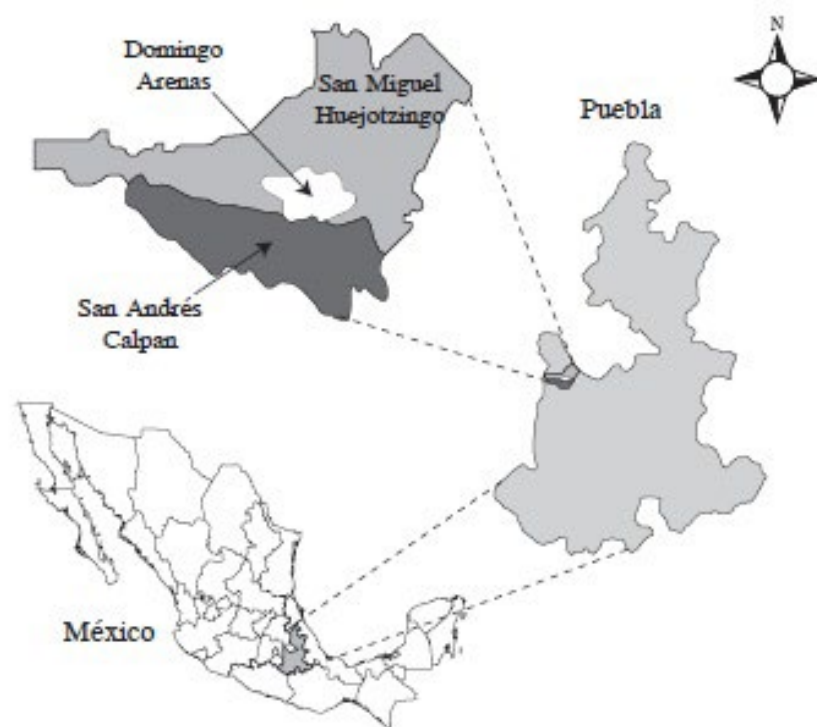 Domingo
Arenas
San Miguel
Huejotzingo
N
Puebla
San Andrés
Calpan
México